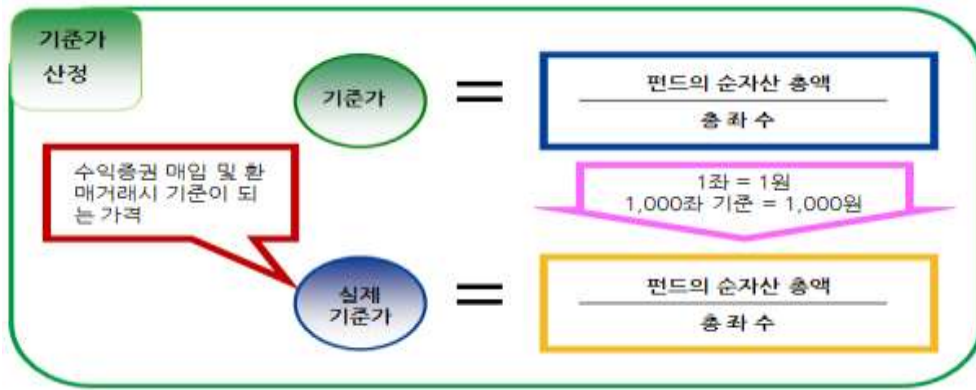 기준가
산정
기준가
=
펀드의 순자산 총액
총 좌 수
수익증권 매입 및 환
매거래시 기준이 되
는 가격
1좌 = 1원
1,000좌 기준 = 1,000원
실제
기준가
=
펀드의 순자산 총액
총 좌 수